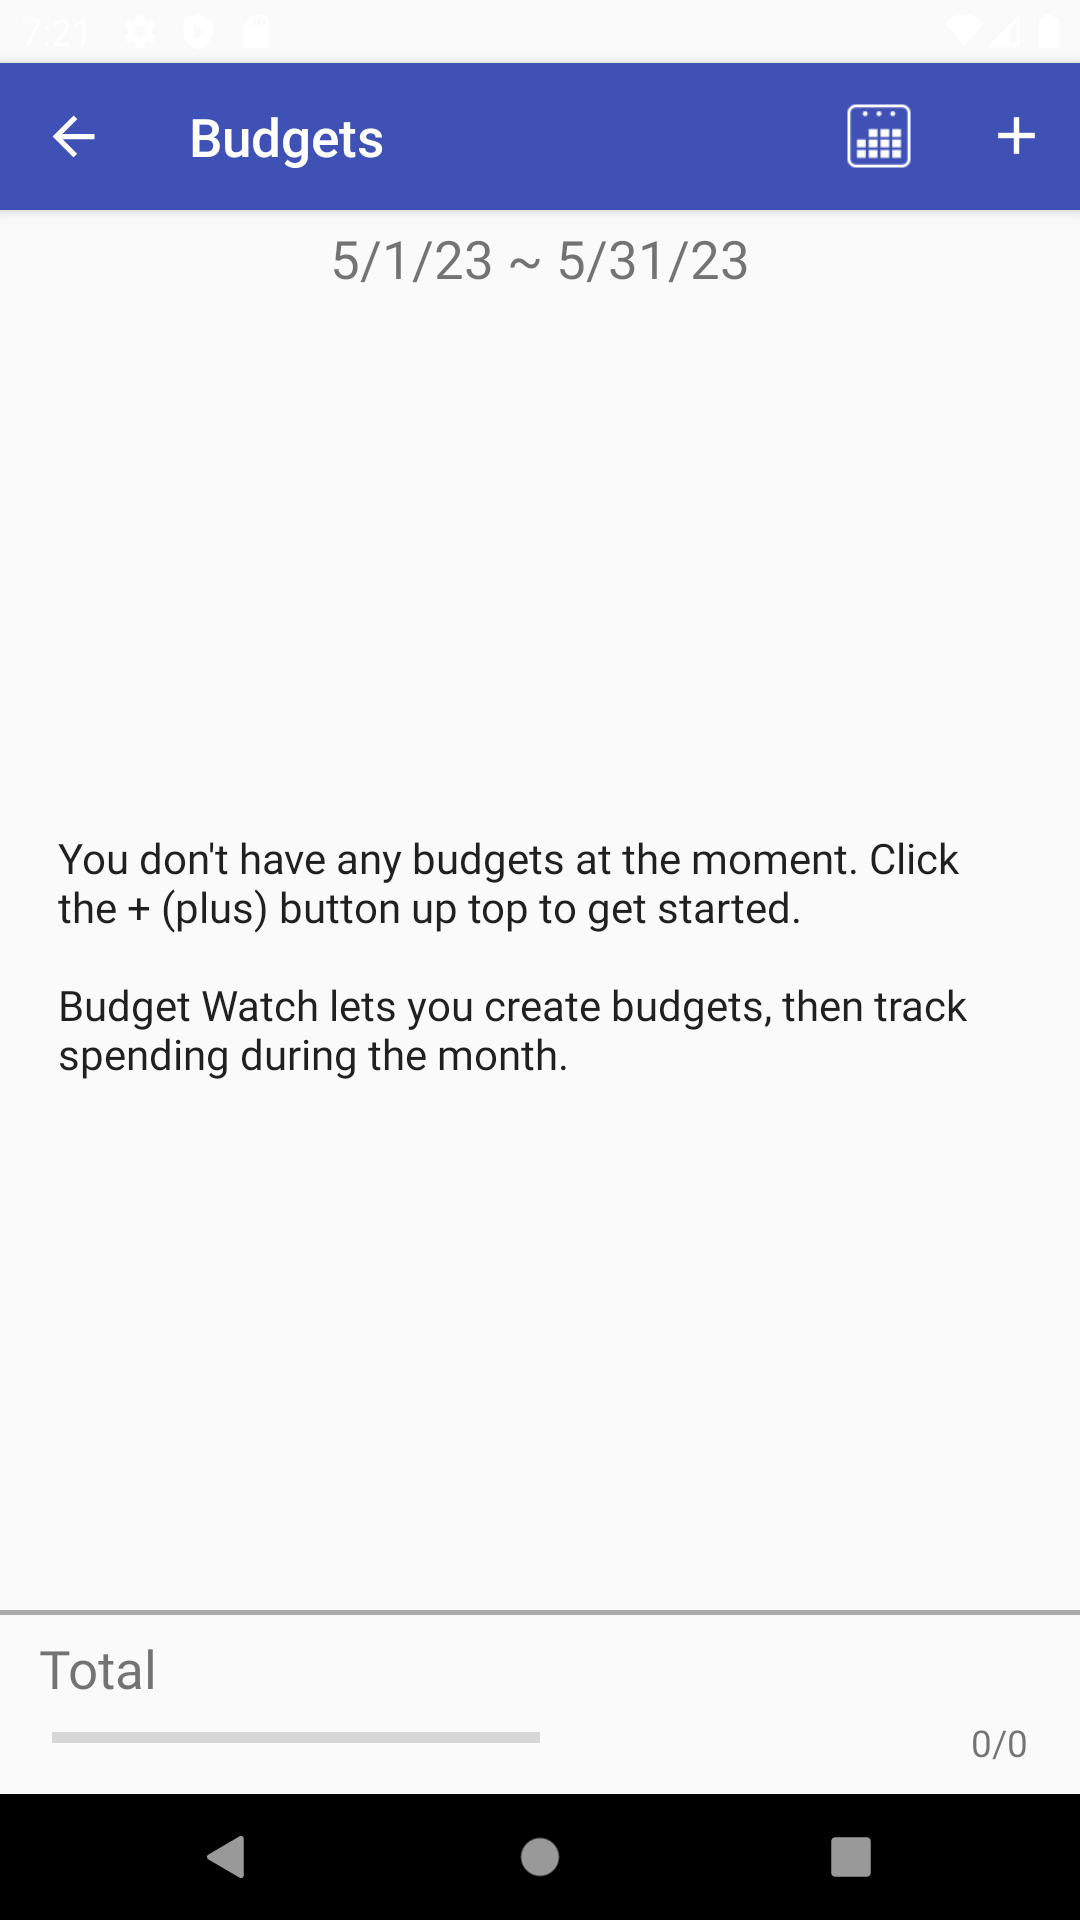 7:21
Budgets
5/1/23 ~ 5/31/23
You don't have any budgets at the moment. Click
the + (plus) button up top to get started.
Budget Watch lets you create budgets, then track
spending during the month.
Total
0/0